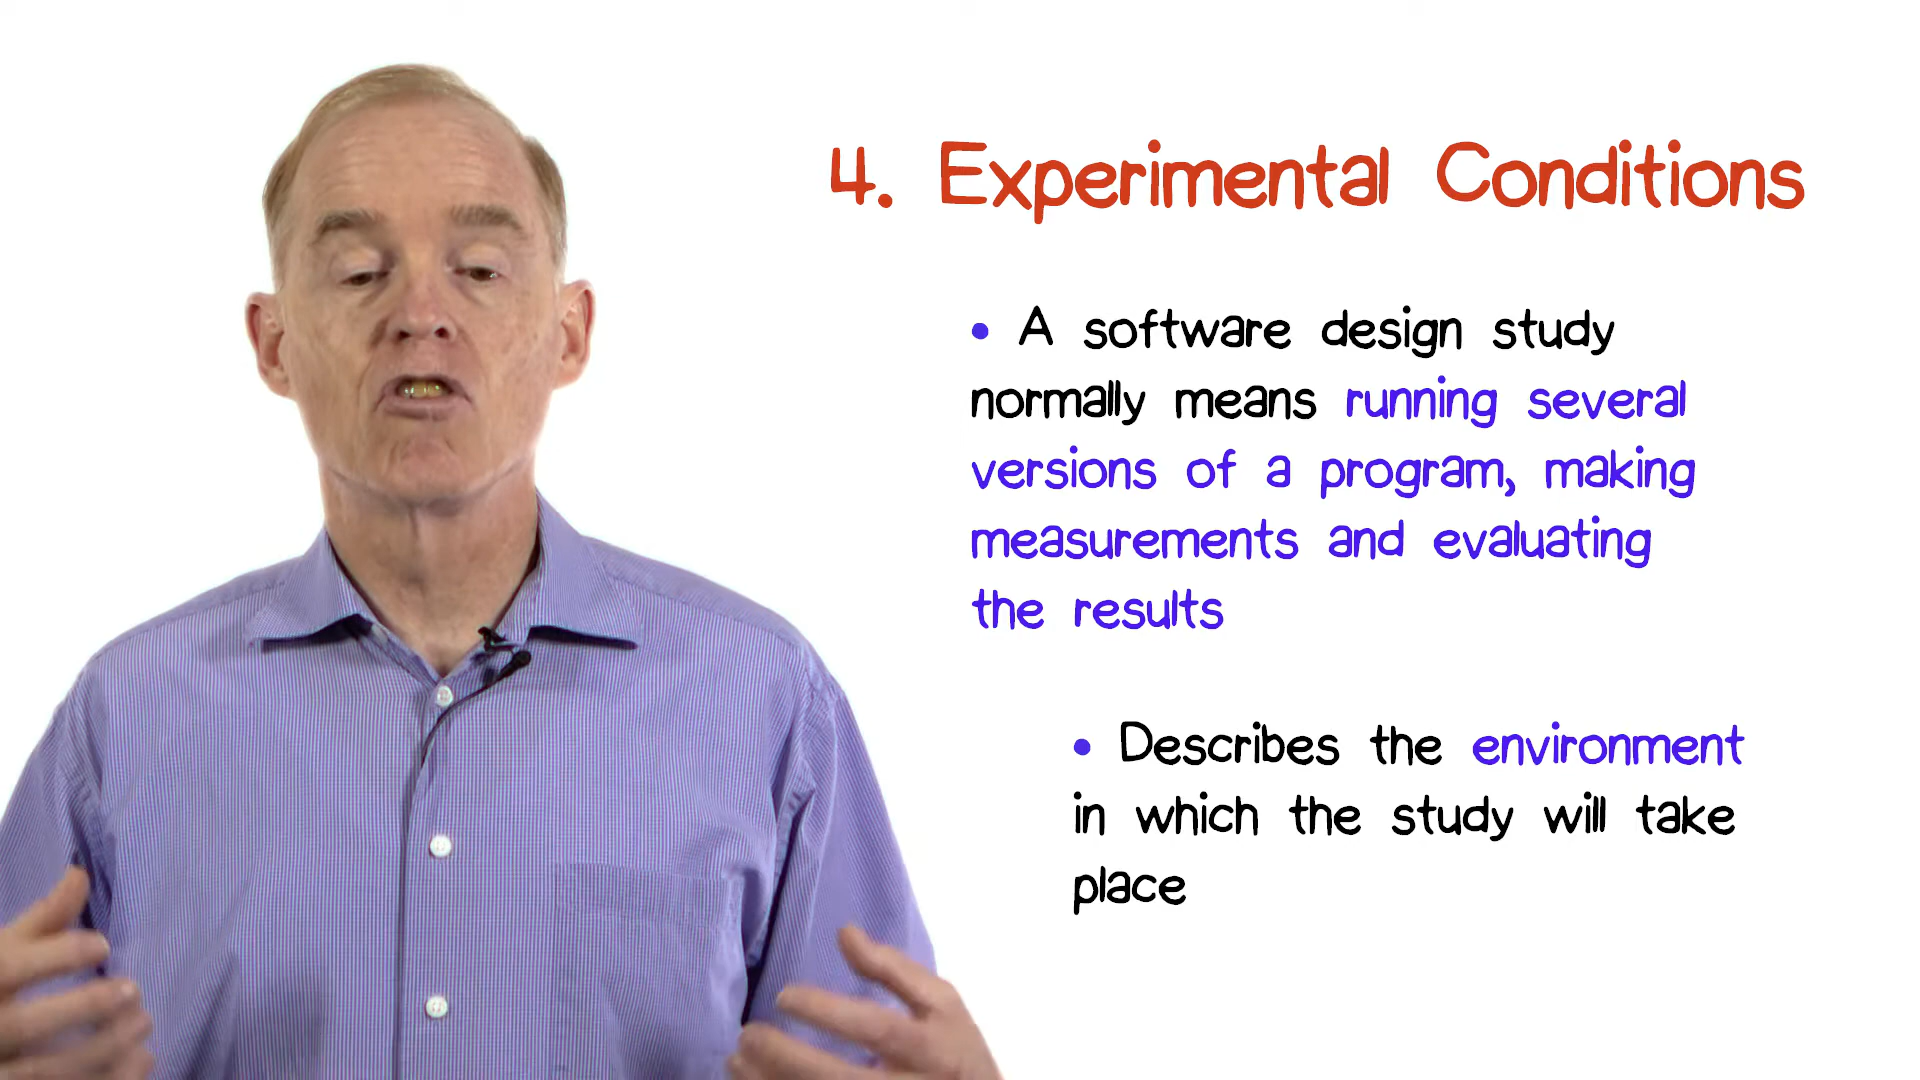 4. Experimental Conditions
• A software design study
normally means running several
versions of a program, making
measurements and evaluating
the results
• Describes the environment
in which the study will take
place